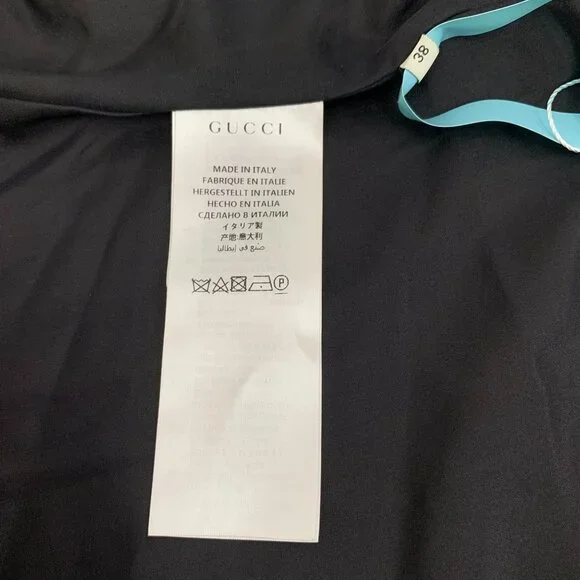 38
GUCCI
MADE IN ITALY
FABRIQUE EN ITALIE
HERGESTELLT IN ITALIEN
HECHO EN ITALIA
СДЕЛАНО В ИТАЛИИ
イタリア製
产地:意大利
صنع في إيطاليا
P